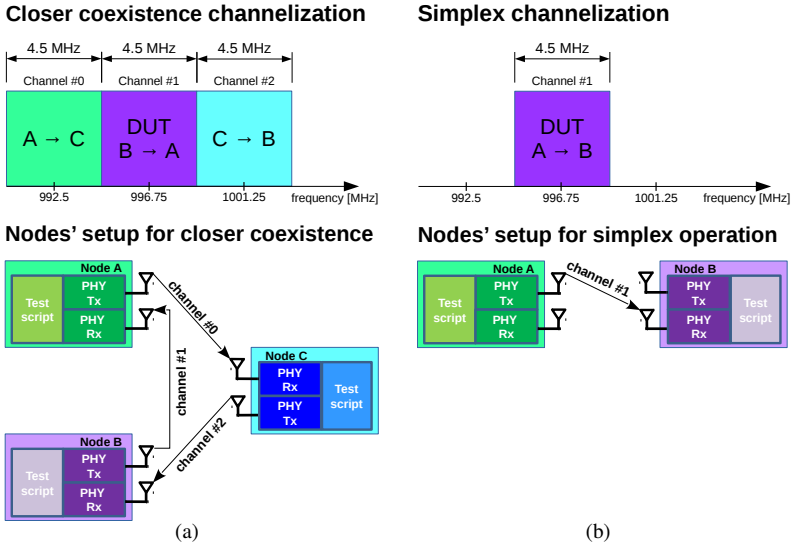 Closer coexistence channelization
4.5 MHz 4.5 MHz 4.5 MHz
Channel #0 Channel #1 Channel #2
A → C
DUT
B → A
C → B
992.5 996.75 1001.25 frequency [MHz]
Nodes' setup for closer coexistence
Node A
Test
script
PHY
Tx
PHY
Rx
channel #0
channel #1
Node C
PHY
Rx
PHY
Tx
Test
script
channel #2
Node B
Test
script
PHY
Tx
PHY
Rx
(a)
Simplex channelization
4.5 MHz
Channel #1
DUT
A → B
992.5 996.75 1001.25 frequency [MHz]
Nodes' setup for simplex operation
Node A
Test
script
PHY
Tx
PHY
Rx
channel #1
Node B
PHY
Tx
PHY
Rx
Test
script
(b)